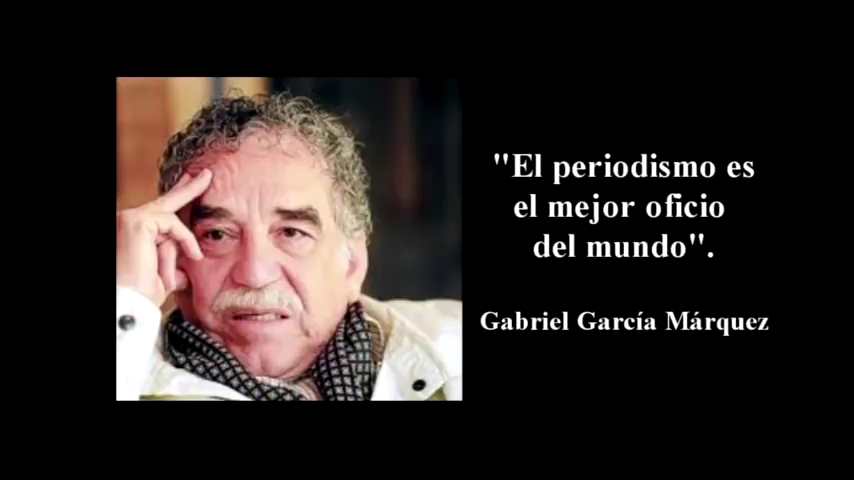 "El periodismo es
el mejor oficio
del mundo".
Gabriel García Márquez